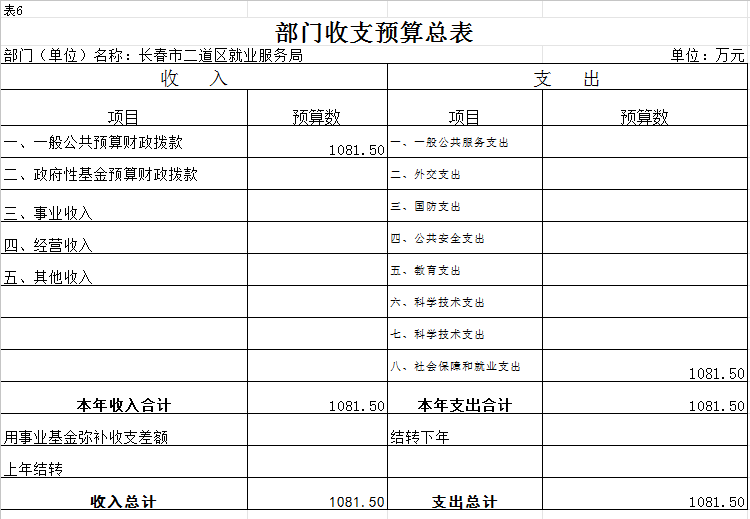 表6
部门收支预算总表
部门（单位）名称：长春市二道区就业服务局 单位：万元
收 入 支 出
项目 预算数 项目 预算数
一、一般公共预算财政拨款 1081.50 一、一般公共服务支出
二、政府性基金预算财政拨款 二、外交支出
三、事业收入 三、国防支出
四、经营收入 四、公共安全支出
五、其他收入 五、教育支出
六、科学技术支出
七、科学技术支出
八、社会保障和就业支出 1081.50
本年收入合计 1081.50 本年支出合计 1081.50
用事业基金弥补收支差额 结转下年
上年结转
收入总计 1081.50 支出总计 1081.50